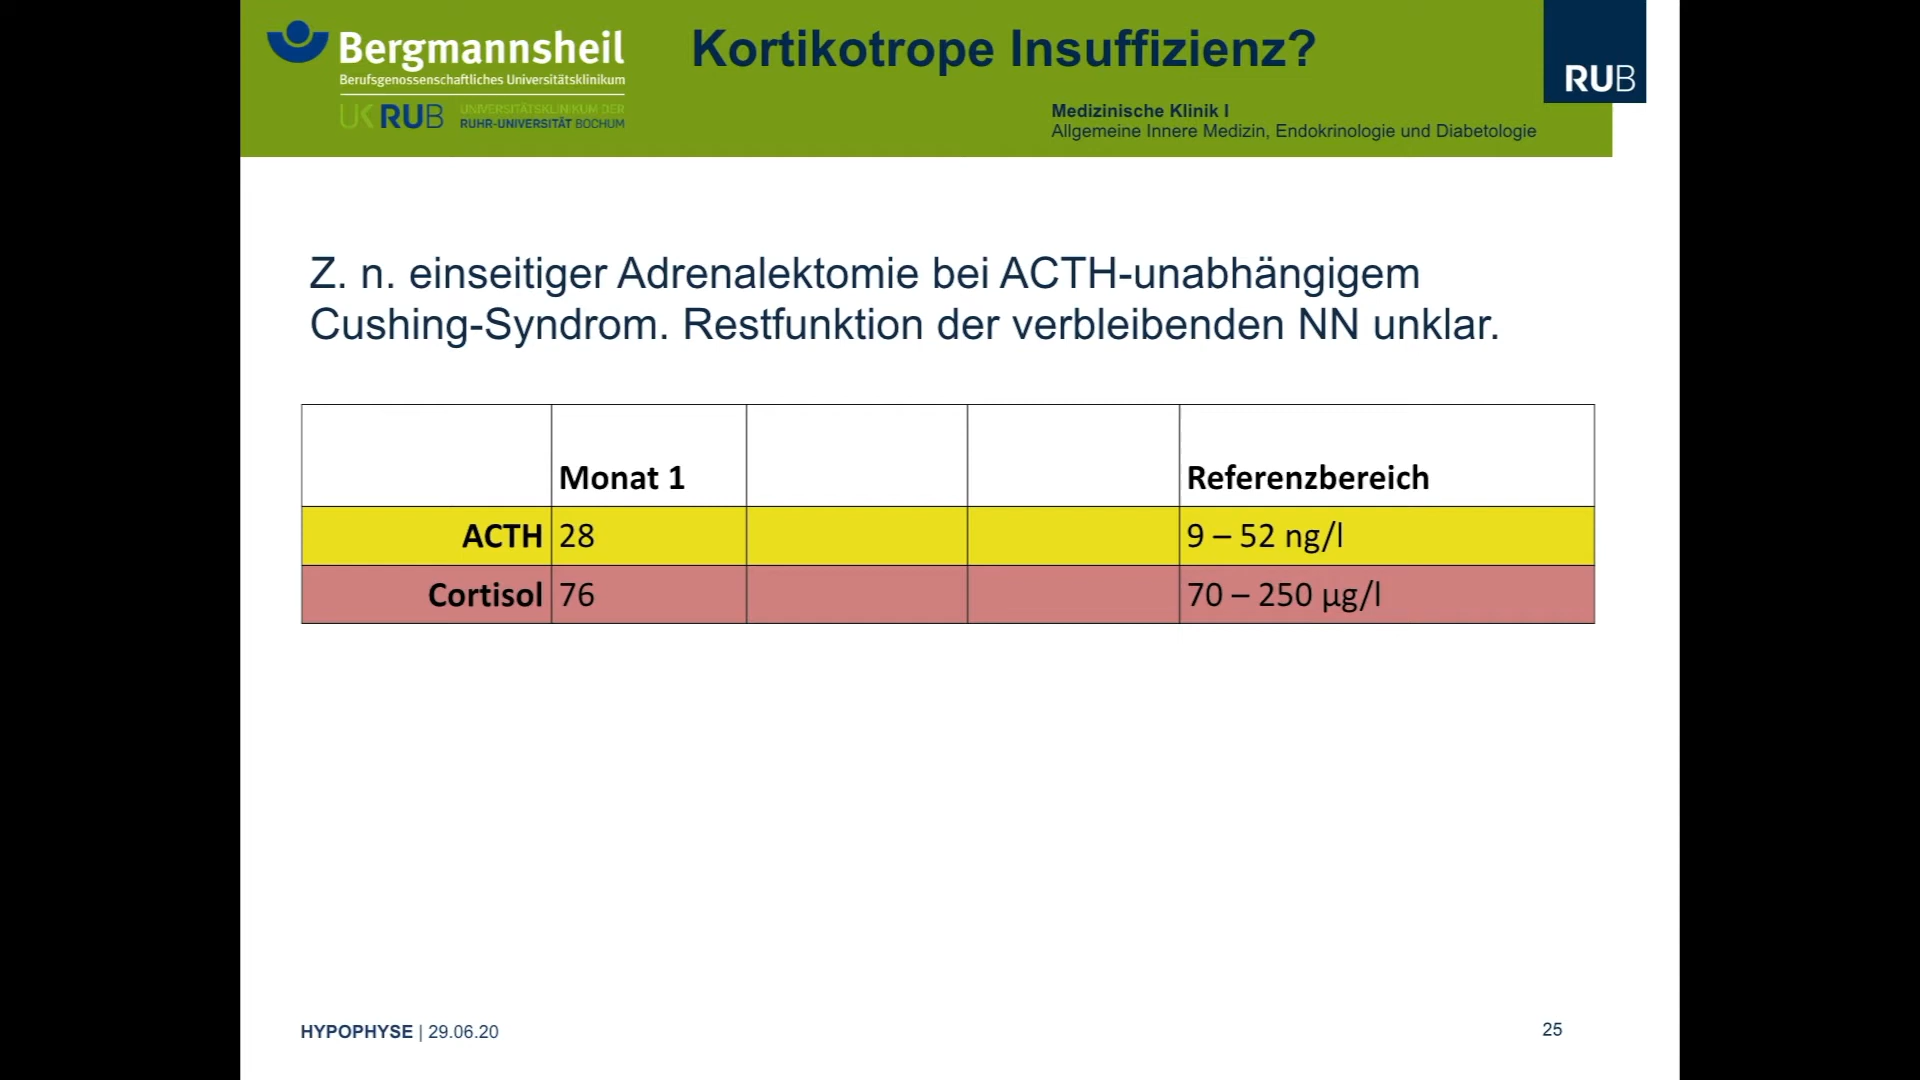 Bergmannsheil
Berufsgenossenschaftliches Universitätsklinikum
UK RUB UNIVERSITÄTSKLINIKUM DER
RUHR-UNIVERSITÄT BOCHUM
Kortikotrope Insuffizienz?
Medizinische Klinik I
Allgemeine Innere Medizin, Endokrinologie und Diabetologie
RUB
Z. n. einseitiger Adrenalektomie bei ACTH-unabhängigem
Cushing-Syndrom. Restfunktion der verbleibenden NN unklar.
Monat 1 Referenzbereich
ACTH 28 9 – 52 ng/l
Cortisol 76 70 – 250 µg/l
HYPOPHYSE | 29.06.20
25